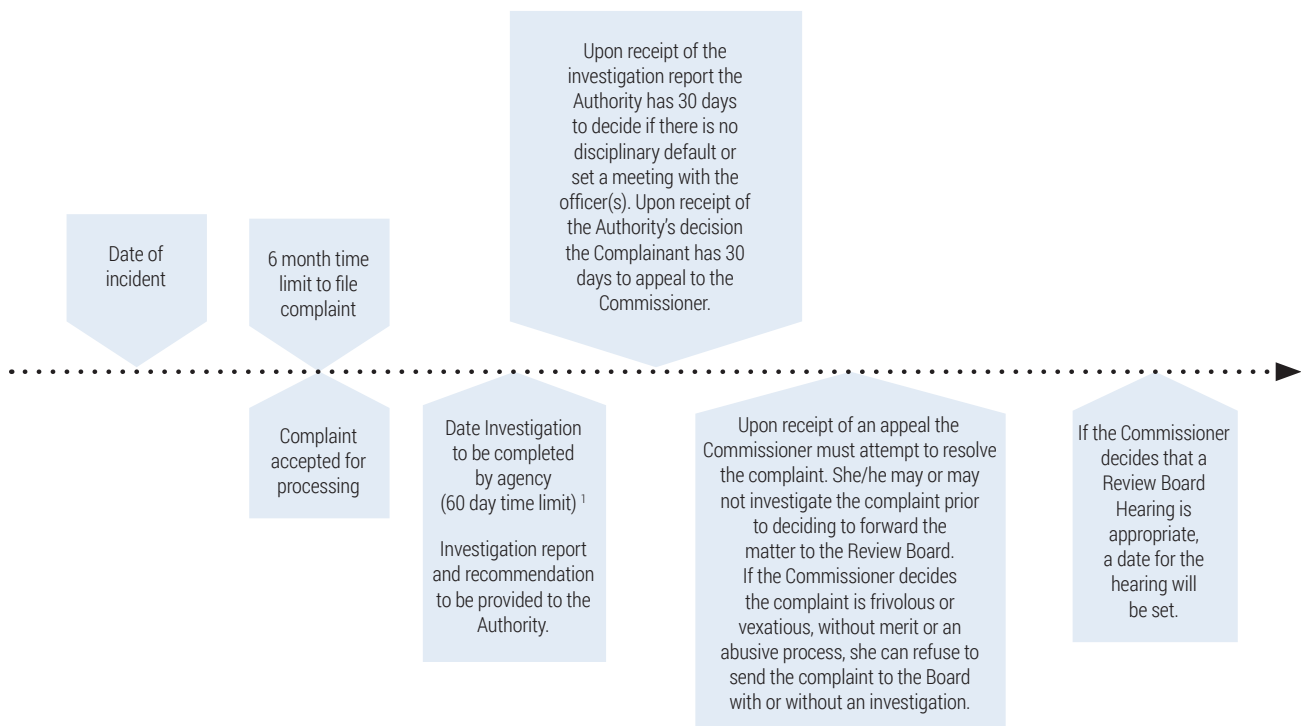 Date of
incident
6 month time
limit to file
complaint
Complaint
accepted for
processing
Date Investigation
to be completed
by agency
(60 day time limit) 1
Investigation report
and recommendation
to be provided to the
Authority.
Upon receipt of the
investigation report the
Authority has 30 days
to decide if there is no
disciplinary default or
set a meeting with the
officer(s). Upon receipt of
the Authority's decision
the Complainant has 30
days to appeal to the
Commissioner.
Upon receipt of an appeal the
Commissioner must attempt to resolve
the complaint. She/he may or may
not investigate the complaint prior
to deciding to forward the
matter to the Review Board.
If the Commissioner decides
the complaint is frivolous or
vexatious, without merit or an
abusive process, she can refuse to
send the complaint to the Board
with or without an investigation.
If the Commissioner
decides that a
Review Board
Hearing is
appropriate,
a date for the
hearing will
be set.